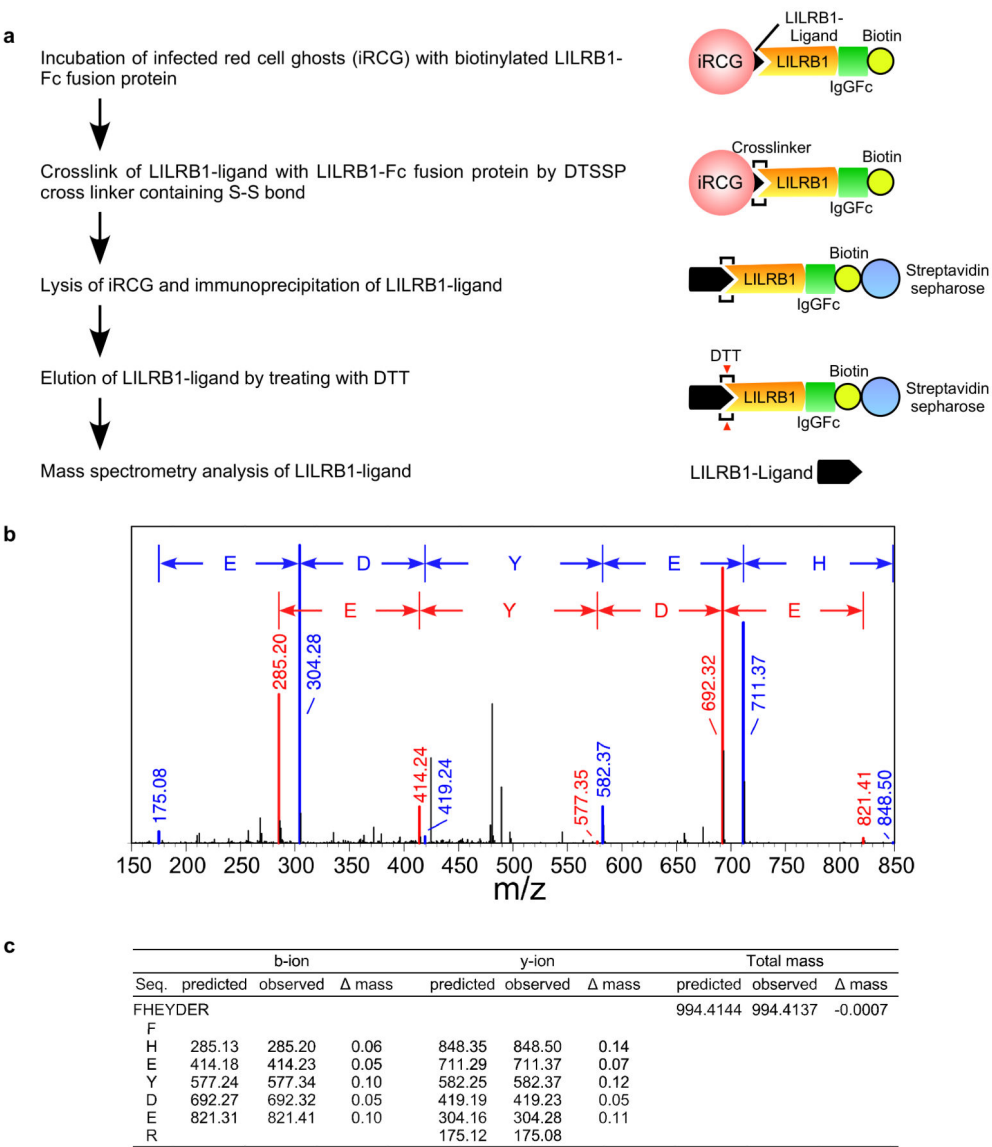 a
Incubation of infected red cell ghosts (iRCG) with biotinylated LILRB1-
Fc fusion protein
LILRB1-
Ligand
Biotin
iRCG
LILRB1
IgGFc
Crosslink of LILRB1-ligand with LILRB1-Fc fusion protein by DTSSP
cross linker containing S-S bond
Crosslinker
Biotin
iRCG
LILRB1
IgGFc
Lysis of iRCG and immunoprecipitation of LILRB1-ligand
Biotin
LILRB1
IgGFc
Streptavidin
sepharose
Elution of LILRB1-ligand by treating with DTT
DTT
Biotin
LILRB1
IgGFc
Streptavidin
sepharose
Mass spectrometry analysis of LILRB1-ligand
LILRB1-Ligand
b
E D Y E H
E Y D E
175.08
285.20
304.28
414.24
419.24
577.35
582.37
692.32
711.37
821.41
848.50
150 200 250 300 350 400 450 500 550 600 650 700 750 800 850
m/z
c
b-ion y-ion Total mass
Seq. predicted observed Δ mass predicted observed Δ mass predicted observed Δ mass
FHEYDER 994.4144 994.4137 -0.0007
F
H 285.13 285.20 0.06 848.35 848.50 0.14
E 414.18 414.23 0.05 711.29 711.37 0.07
Y 577.24 577.34 0.10 582.25 582.37 0.12
D 692.27 692.32 0.05 419.19 419.23 0.05
E 821.31 821.41 0.10 304.16 304.28 0.11
R 175.12 175.08